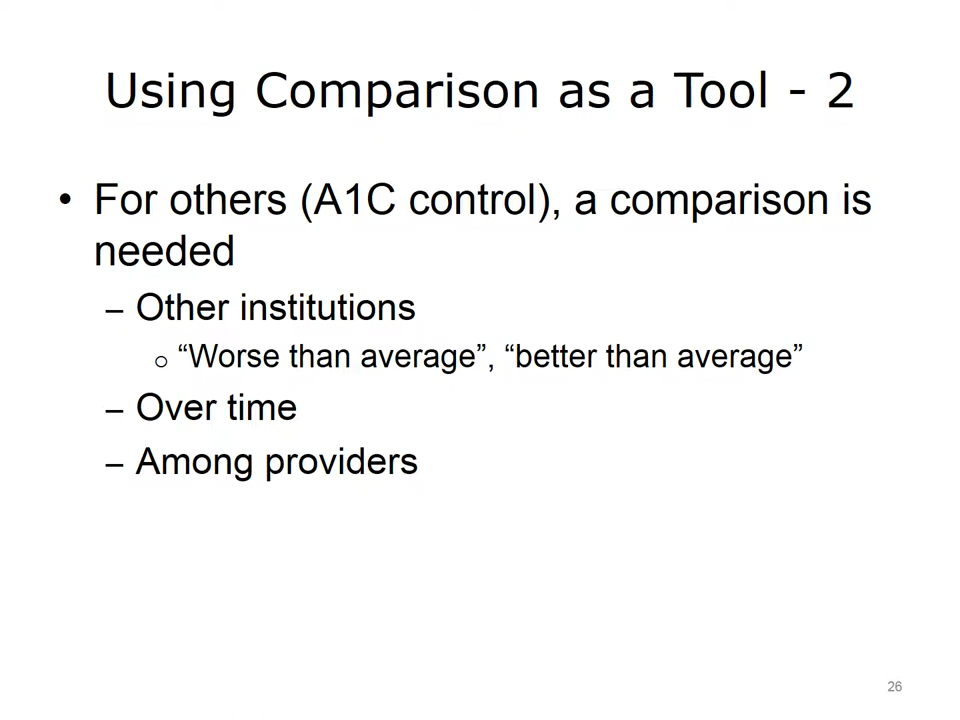 Using Comparison as a Tool - 2
• For others (A1C control), a comparison is
needed
– Other institutions
o “Worse than average”, “better than average”
– Over time
– Among providers
26